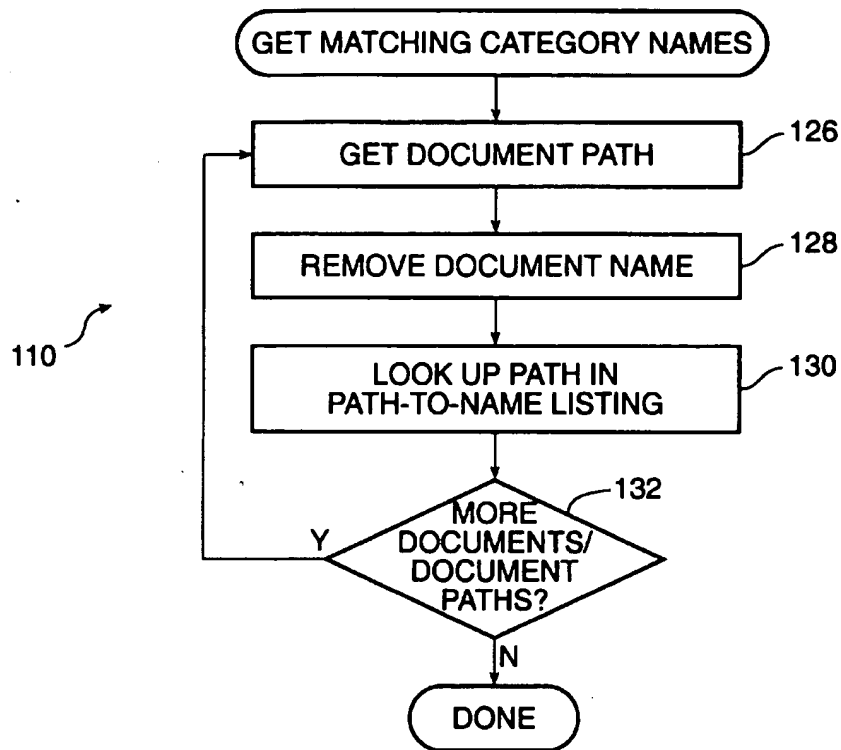 GET MATCHING CATEGORY NAMES
126
GET DOCUMENT PATH
128
REMOVE DOCUMENT NAME
110
130
LOOK UP PATH IN
PATH-TO-NAME LISTING
132
MORE
DOCUMENTS/
DOCUMENT
PATHS?
Y
N
DONE